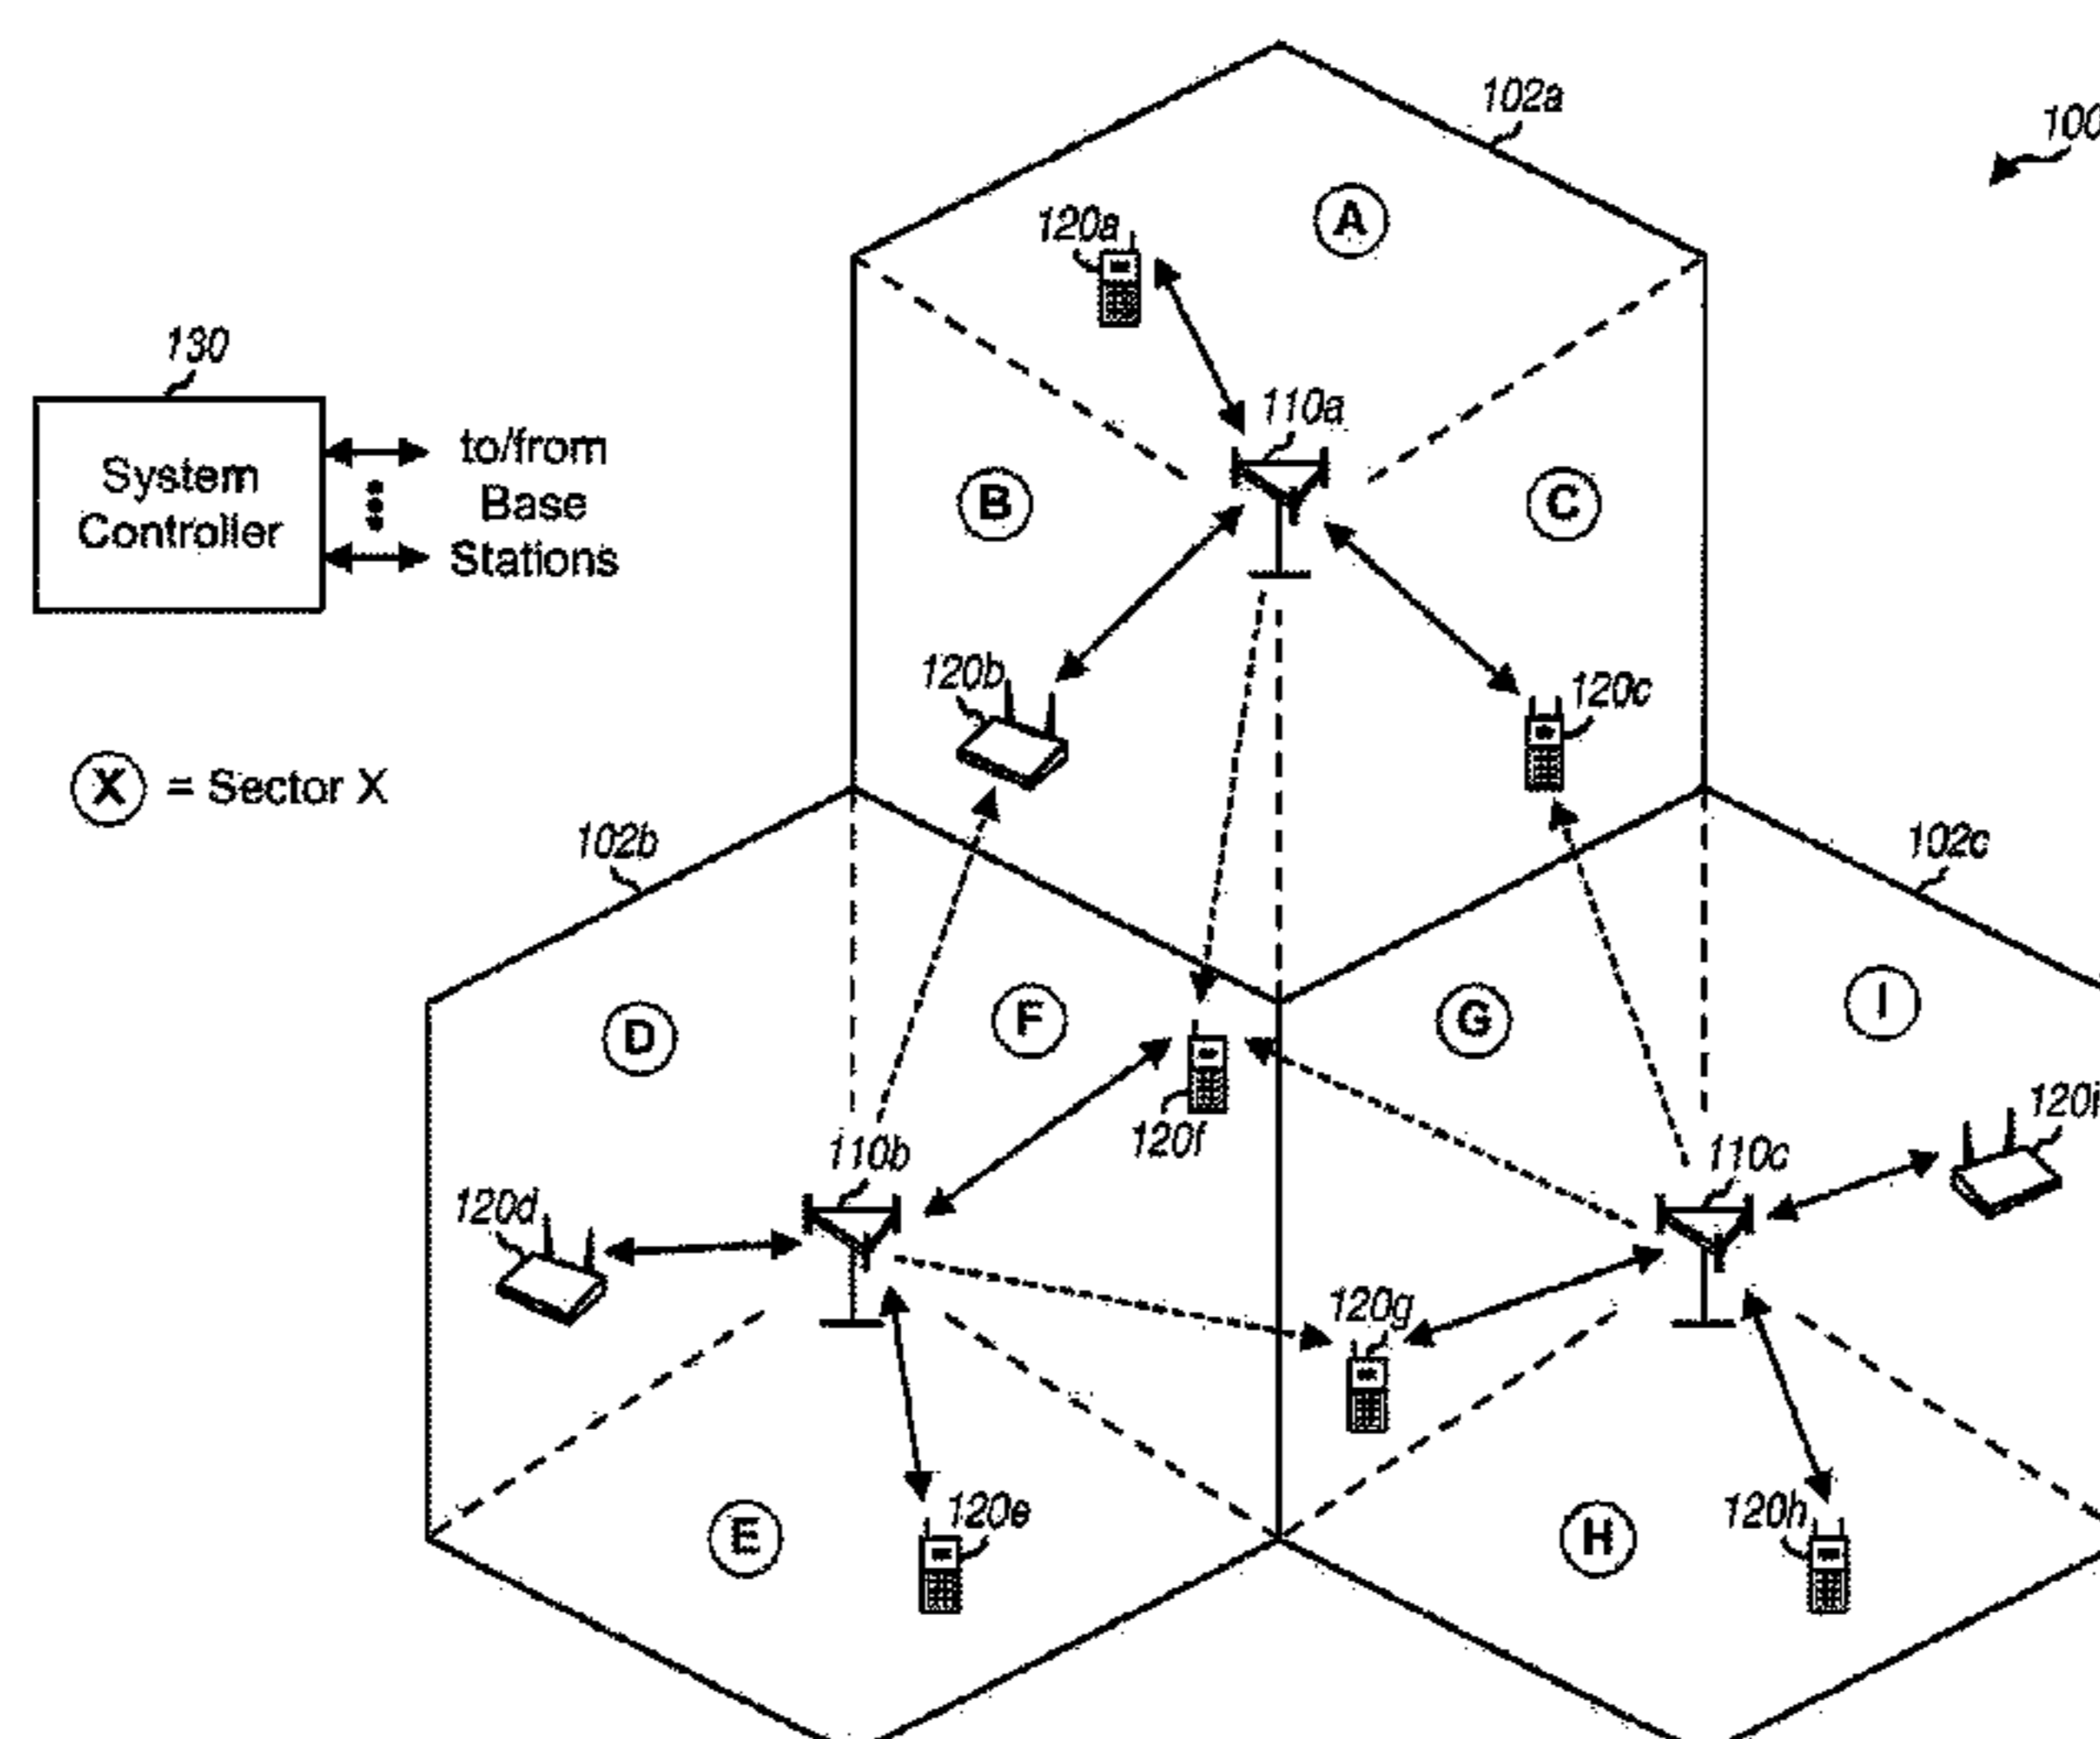 102a
100
A
120a
130
110a
System
Controller
to/from
Base
Stations
B
C
120b
120c
X = Sector X
102b
102c
D
F
G
I
120f
120i
110b
110c
120d
120g
E
120e
H
120h